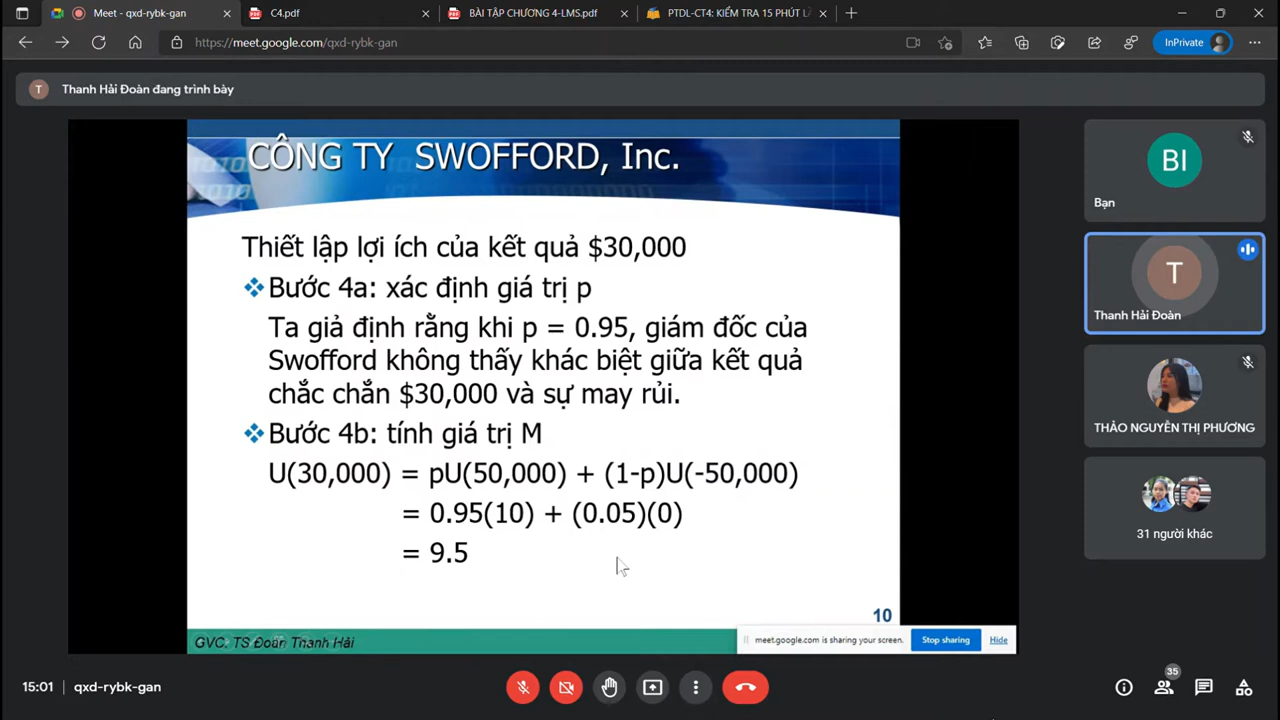 Meet - qxd-rybk-gan
C4.pdf
BÀI TẬP CHƯƠNG 4-LMS.pdf
PTDL-CT4: KIỂM TRA 15 PHÚT L
https://meet.google.com/qxd-rybk-gan
InPrivate
T
Thanh Hải Đoàn đang trình bày
CÔNG TY SWOFFORD, Inc.
Thiết lập lợi ích của kết quả $30,000
Bước 4a: xác định giá trị p
Ta giả định rằng khi p = 0.95, giám đốc của
Swofford không thấy khác biệt giữa kết quả
chắc chắn $30,000 và sự may rủi.
Bước 4b: tính giá trị M
U(30,000) = pU(50,000) + (1-p)U(-50,000)
= 0.95(10) + (0.05)(0)
= 9.5
10
GVC. TS Đoàn Thanh Hải
meet.google.com is sharing your screen.
Stop sharing
Hide
BI
Bạn
T
Thanh Hải Đoàn
THẢO NGUYỄN THỊ PHƯƠNG
31 người khác
15:01 | qxd-rybk-gan
35